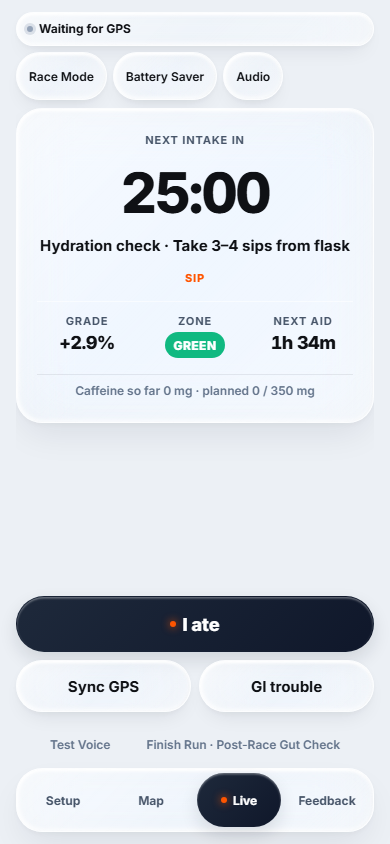 Waiting for GPS
Race Mode Battery Saver Audio
NEXT INTAKE IN
25:00
Hydration check · Take 3–4 sips from flask
SIP
GRADE ZONE NEXT AID
+2.9% GREEN 1h 34m
Caffeine so far 0 mg · planned 0 / 350 mg
I ate
Sync GPS GI trouble
Test Voice Finish Run · Post-Race Gut Check
Setup Map Live Feedback